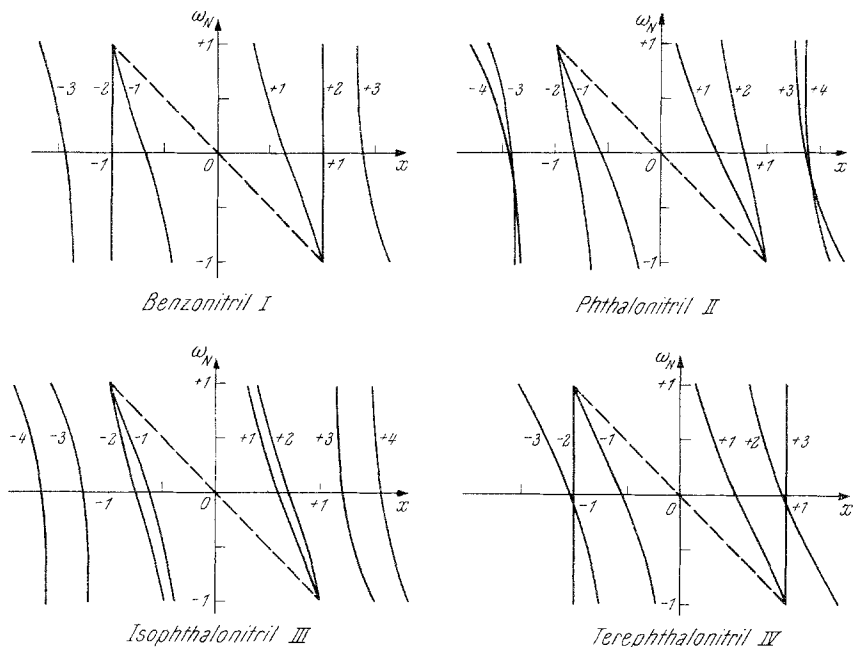 ω_N
+1
-3 -2 -1 +1 +2 +3
-1 0 +1 x
-1
Benzonitril I
ω_N
+1
-4 -3 -2 -1 +1 +2 +3 +4
-1 0 +1 x
-1
Phthalonitril II
ω_N
+1
-4 -3 -2 -1 +1 +2 +3 +4
-1 0 +1 x
-1
Isophthalonitril III
ω_N
+1
-3 -2 -1 +1 +2 +3
-1 0 +1 x
-1
Terephthalonitril IV